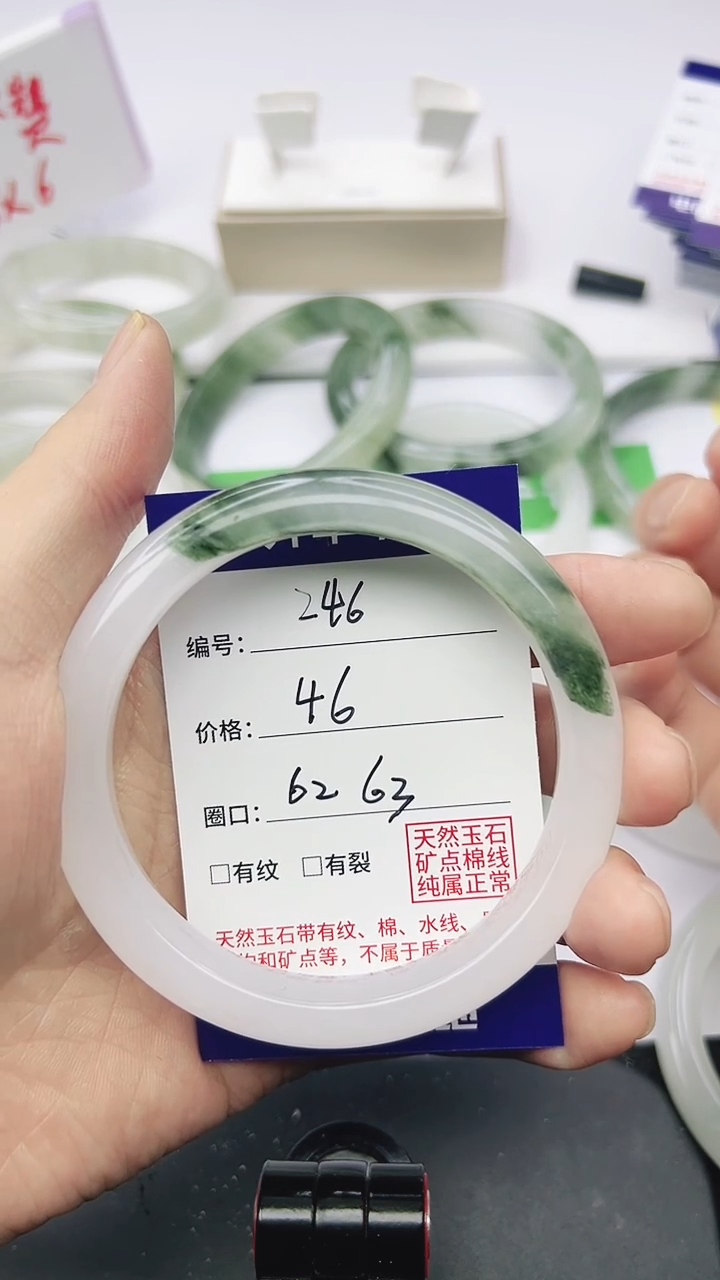 编号：246
价格：46
圈口：62 63
□有纹 □有裂
天然玉石
矿点棉线
纯属正常
天然玉石带有纹、棉、水线、
和矿点等，不属于质